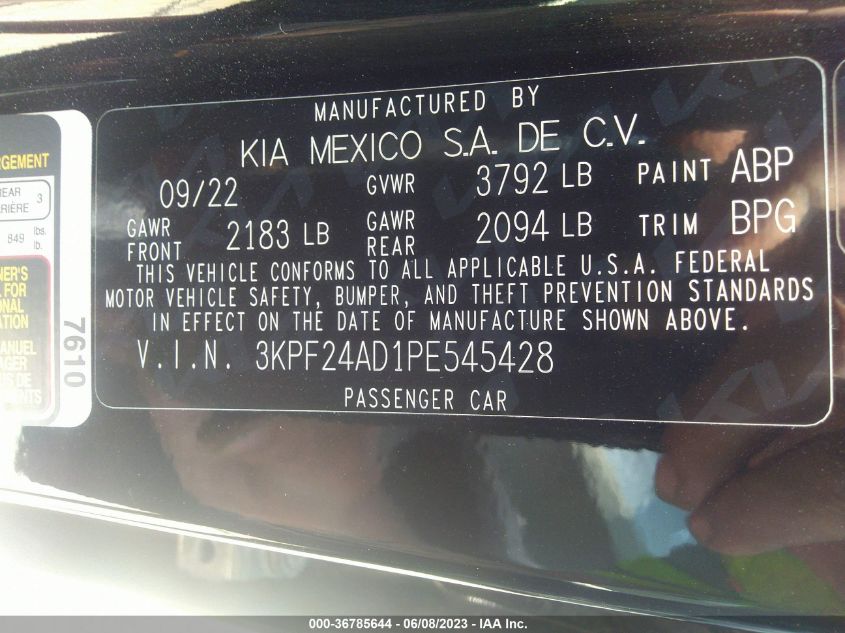 MANUFACTURED BY
KIA MEXICO S.A. DE C.V.
09/22 GVWR 3792 LB PAINT ABP
GAWR FRONT 2183 LB GAWR REAR 2094 LB TRIM BPG
THIS VEHICLE CONFORMS TO ALL APPLICABLE U.S.A. FEDERAL
MOTOR VEHICLE SAFETY, BUMPER, AND THEFT PREVENTION STANDARDS
IN EFFECT ON THE DATE OF MANUFACTURE SHOWN ABOVE.
V.I.N. 3KPF24AD1PE545428
PASSENGER CAR
REAR
3
849 lbs.
lb.
7610
000-36785644 - 06/08/2023 - IAA Inc.